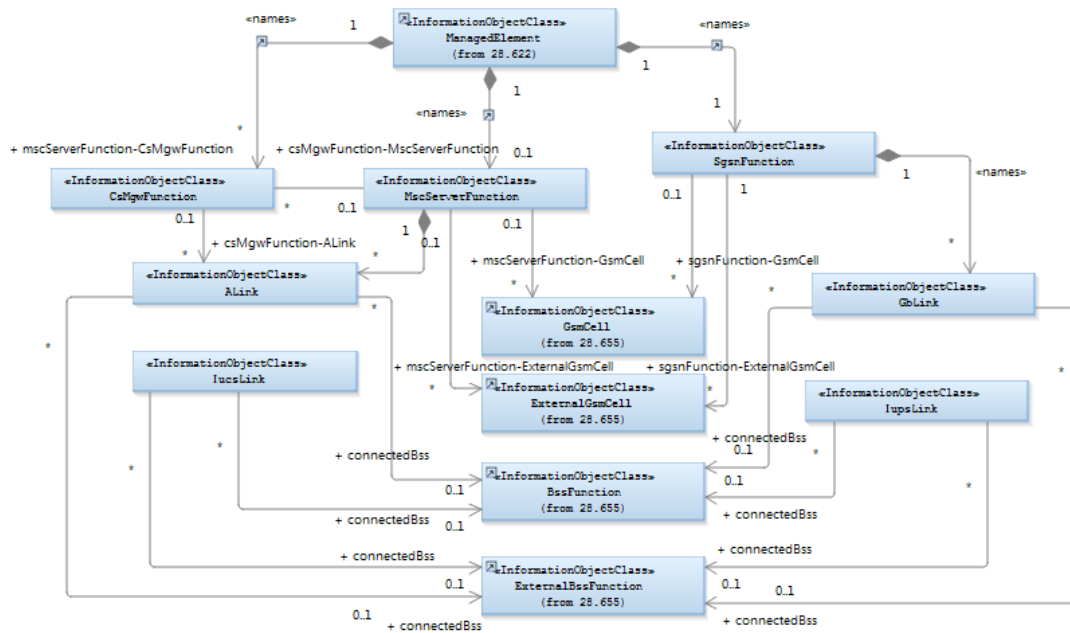 «names»
1
«InformationObjectClass»
ManagedElement
(from 28.622)
«names»
1
1
«names»
1
*
0..1
+ mscServerFunction-CsMgwFunction
+ csMgwFunction-MscServerFunction
«InformationObjectClass»
SgsnFunction
«InformationObjectClass»
CsMgwFunction
«InformationObjectClass»
MscServerFunction
0..1
1
1
«names»
*
0..1
0..1
1
0..1
0..1
*
+ csMgwFunction-ALink
*
*
«InformationObjectClass»
ALink
+ mscServerFunction-GsmCell
+ sgsnFunction-GsmCell
*
*
*
*
«InformationObjectClass»
GbLink
*
*
«InformationObjectClass»
GsmCell
(from 28.655)
«InformationObjectClass»
IucsLink
+ mscServerFunction-ExternalGsmCell
+ sgsnFunction-ExternalGsmCell
*
*
*
«InformationObjectClass»
ExternalGsmCell
(from 28.655)
«InformationObjectClass»
IupsLink
*
*
+ connectedBss
+ connectedBss
0..1
*
*
«InformationObjectClass»
BssFunction
(from 28.655)
0..1
0..1
*
+ connectedBss
0..1
+ connectedBss
+ connectedBss
+ connectedBss
«InformationObjectClass»
ExternalBssFunction
(from 28.655)
0..1
0..1
0..1
0..1
+ connectedBss
+ connectedBss